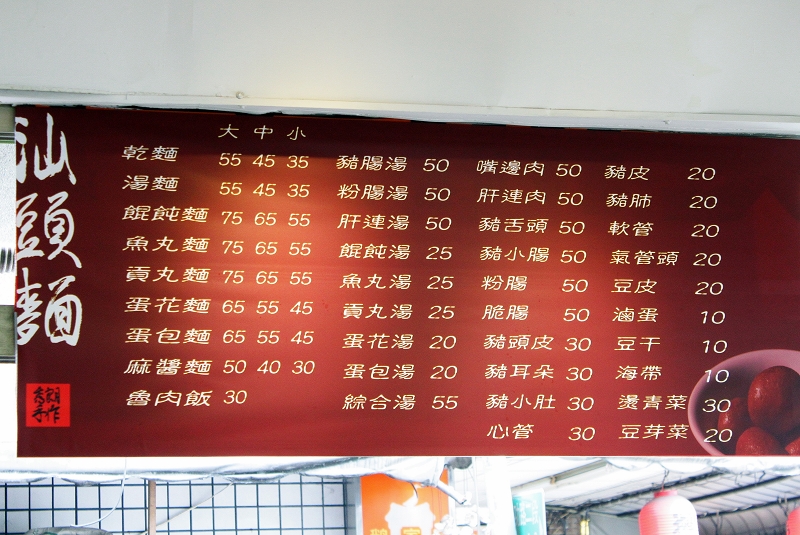 汕頭麵
大 中 小
乾麵 55 45 35
湯麵 55 45 35
餛飩麵 75 65 55
魚丸麵 75 65 55
貢丸麵 75 65 55
蛋花麵 65 55 45
蛋包麵 65 55 45
麻醬麵 50 40 30
魯肉飯 30
豬腸湯 50
粉腸湯 50
肝連湯 50
餛飩湯 25
魚丸湯 25
貢丸湯 25
蛋花湯 20
蛋包湯 20
綜合湯 55
嘴邊肉 50
肝連肉 50
豬舌頭 50
豬小腸 50
粉腸 50
脆腸 50
豬頭皮 30
豬耳朵 30
豬小肚 30
心管 30
豬皮 20
豬肺 20
軟管 20
氣管頭 20
豆皮 20
滷蛋 10
豆干 10
海帶 10
燙青菜 30
豆芽菜 20